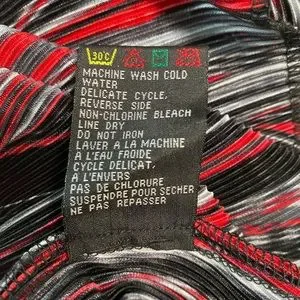 30°C
MACHINE WASH COLD
WATER
DELICATE CYCLE,
REVERSE SIDE
NON-CHLORINE BLEACH
LINE DRY
DO NOT IRON
LAVER A LA MACHINE
A L'EAU FROIDE
CYCLE DELICAT,
A L'ENVERS
PAS DE CHLORURE
SUSPENDRE POUR SECHER
NE PAS REPASSER